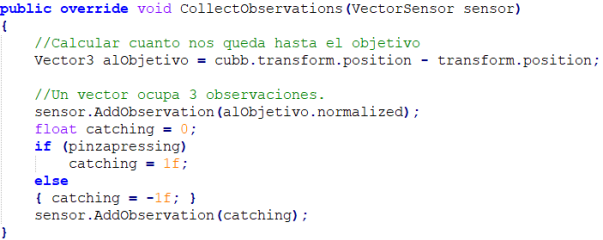 public override void CollectObservations(VectorSensor sensor)
{
//Calcular cuanto nos queda hasta el objetivo
Vector3 alObjetivo = cubb.transform.position - transform.position;
//Un vector ocupa 3 observaciones.
sensor.AddObservation(alObjetivo.normalized);
float catching = 0;
if (pinzapressing)
catching = 1f;
else
{ catching = -1f; }
sensor.AddObservation(catching);
}